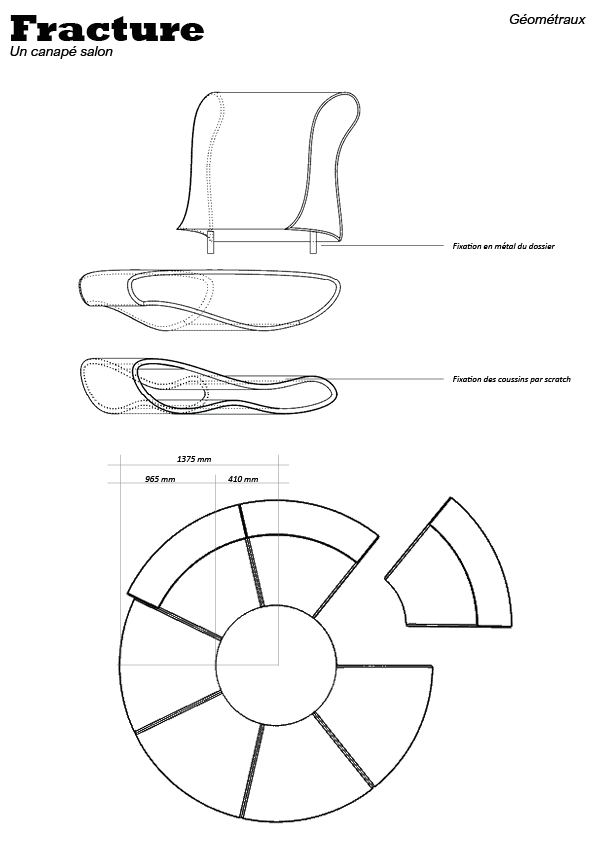 Fracture
Géométraux
Un canapé salon
Fixation en métal du dossier
Fixation des coussins par scratch
1375 mm
965 mm
410 mm